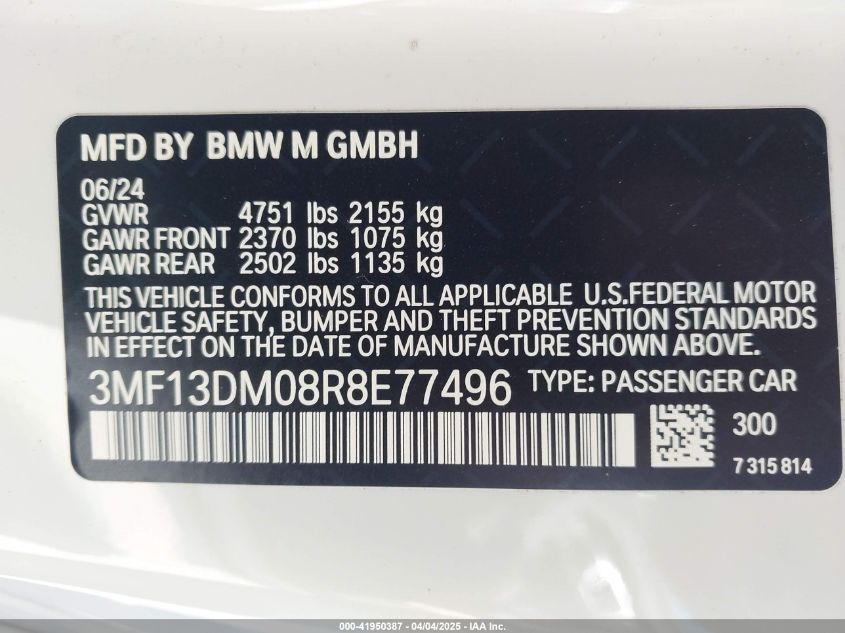 MFD BY BMW M GMBH
06/24
GVWR 4751 lbs 2155 kg
GAWR FRONT 2370 lbs 1075 kg
GAWR REAR 2502 lbs 1135 kg
THIS VEHICLE CONFORMS TO ALL APPLICABLE U.S.FEDERAL MOTOR
VEHICLE SAFETY, BUMPER AND THEFT PREVENTION STANDARDS
IN EFFECT ON THE DATE OF MANUFACTURE SHOWN ABOVE.
3MF13DM08R8E77496 TYPE: PASSENGER CAR
300
7 315 814
000-41950387 - 04/04/2025 - IAA Inc.